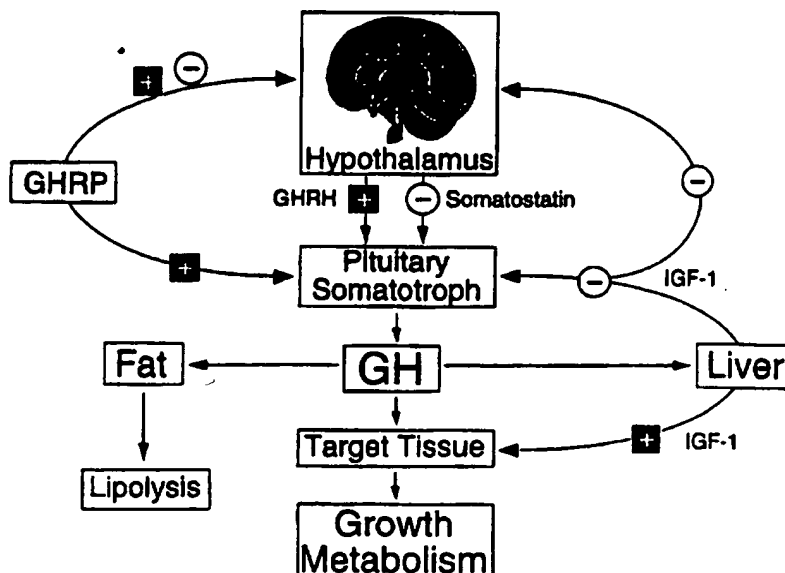 +
−
Hypothalamus
GHRP
GHRH + − Somatostatin
−
+
Pituitary
Somatotroph
− IGF-1
Fat
GH
Liver
Target Tissue
+ IGF-1
Lipolysis
Growth
Metabolism